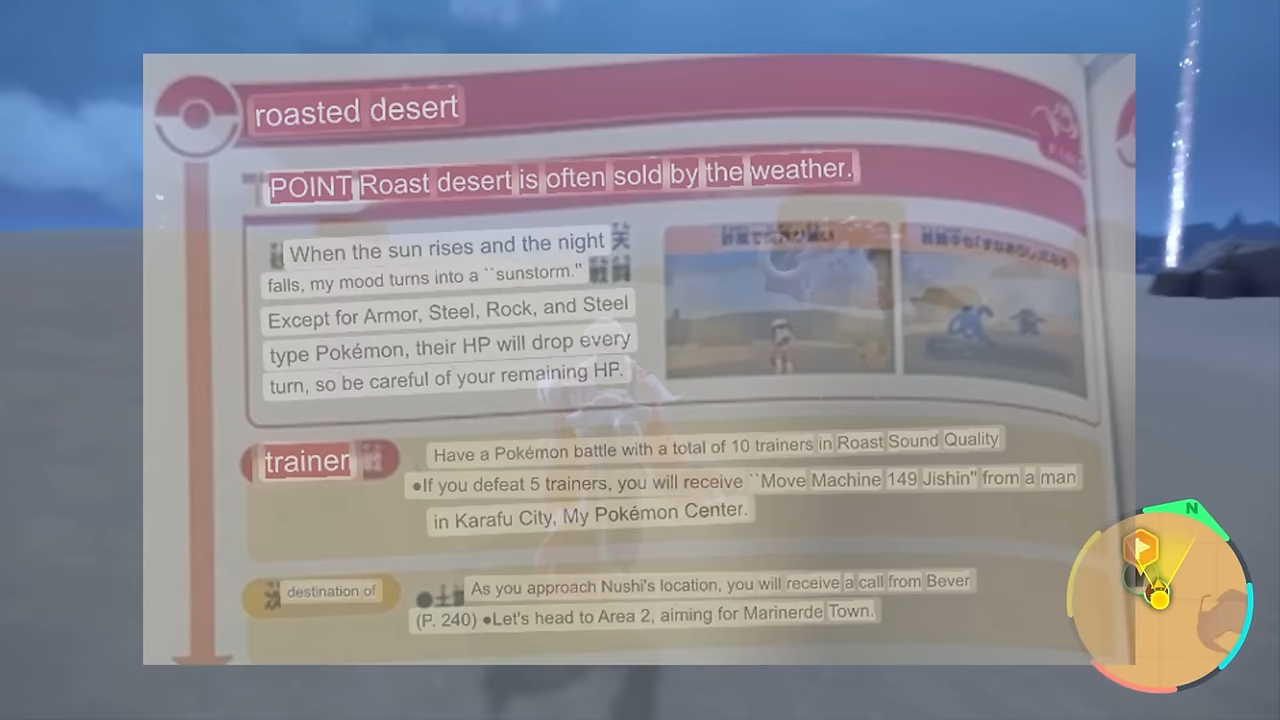 roasted desert
POINT Roast desert is often sold by the weather.
When the sun rises and the night
falls, my mood turns into a ``sunstorm."
Except for Armor, Steel, Rock, and Steel
type Pokémon, their HP will drop every
turn, so be careful of your remaining HP.
trainer
Have a Pokémon battle with a total of 10 trainers in Roast Sound Quality
●If you defeat 5 trainers, you will receive ``Move Machine 149 Jishin" from a man
in Karafu City, My Pokémon Center.
destination of
As you approach Nushi's location, you will receive a call from Bever
(P. 240) ●Let's head to Area 2, aiming for Marinerde Town.
N